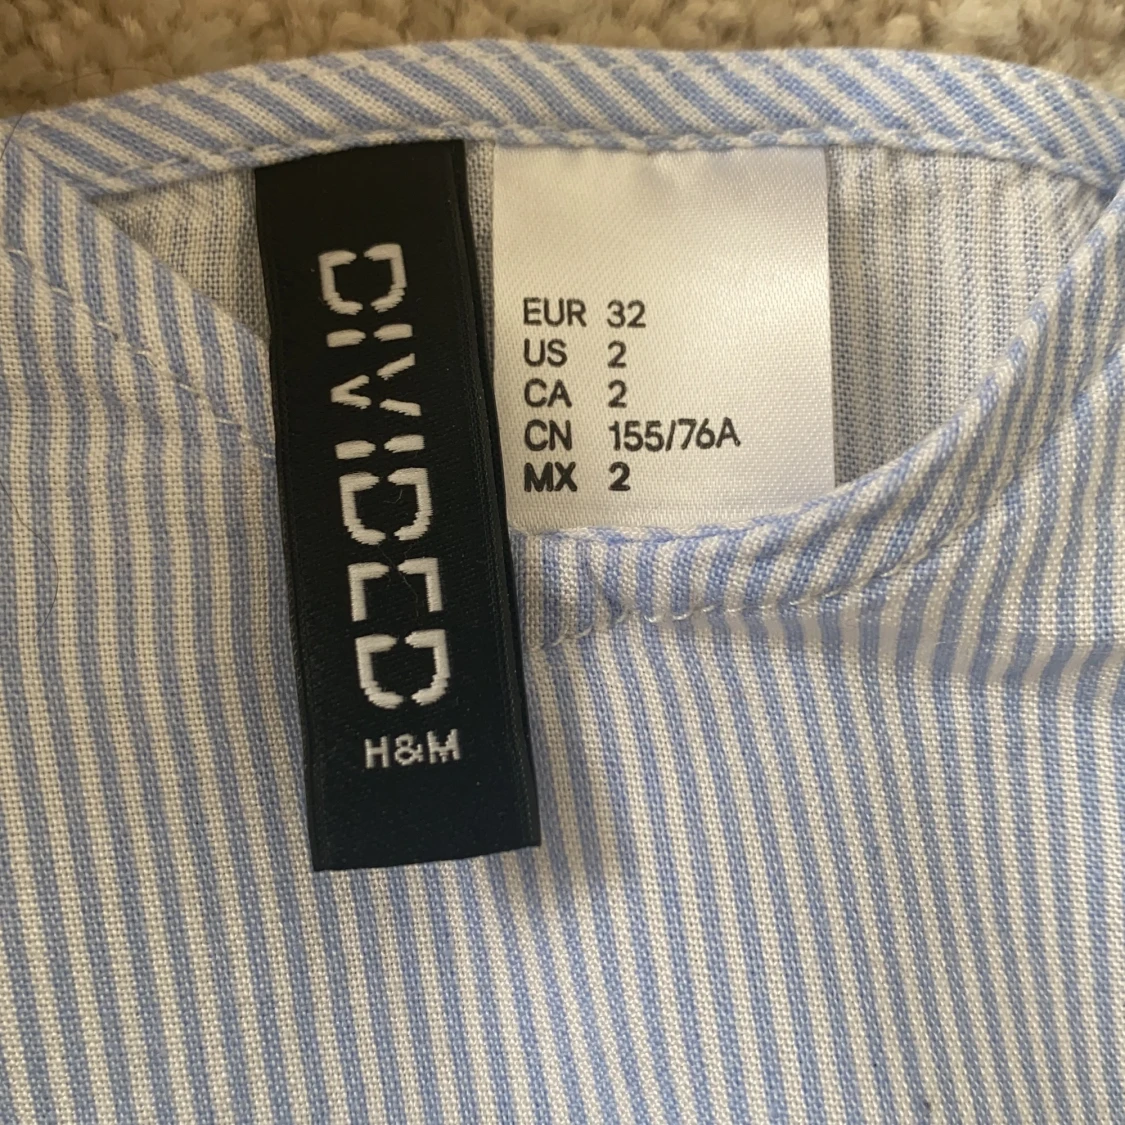 DIVIDED
H&M
EUR 32
US 2
CA 2
CN 155/76A
MX 2